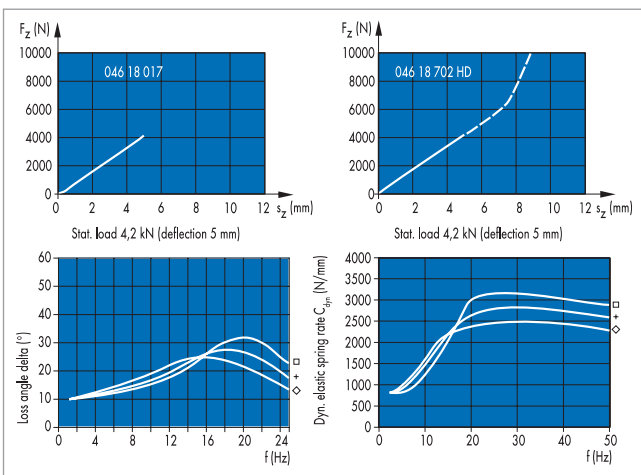 F_z (N)
10000
8000
6000
4000
2000
0
046 18 017
0 2 4 6 8 10 12 s_z (mm)
Stat. load 4,2 kN (deflection 5 mm)
F_z (N)
10000
8000
6000
4000
2000
0
046 18 702 HD
0 2 4 6 8 10 12 s_z (mm)
Stat. load 4,2 kN (deflection 5 mm)
Loss angle delta (°)
60
50
40
30
20
10
0
0 4 8 12 16 20 24
f (Hz)
□
+
◇
Dyn. elastic spring rate C_dyn (N/mm)
4000
3500
3000
2500
2000
1500
1000
500
0
0 10 20 30 40 50
f (Hz)
□
+
◇